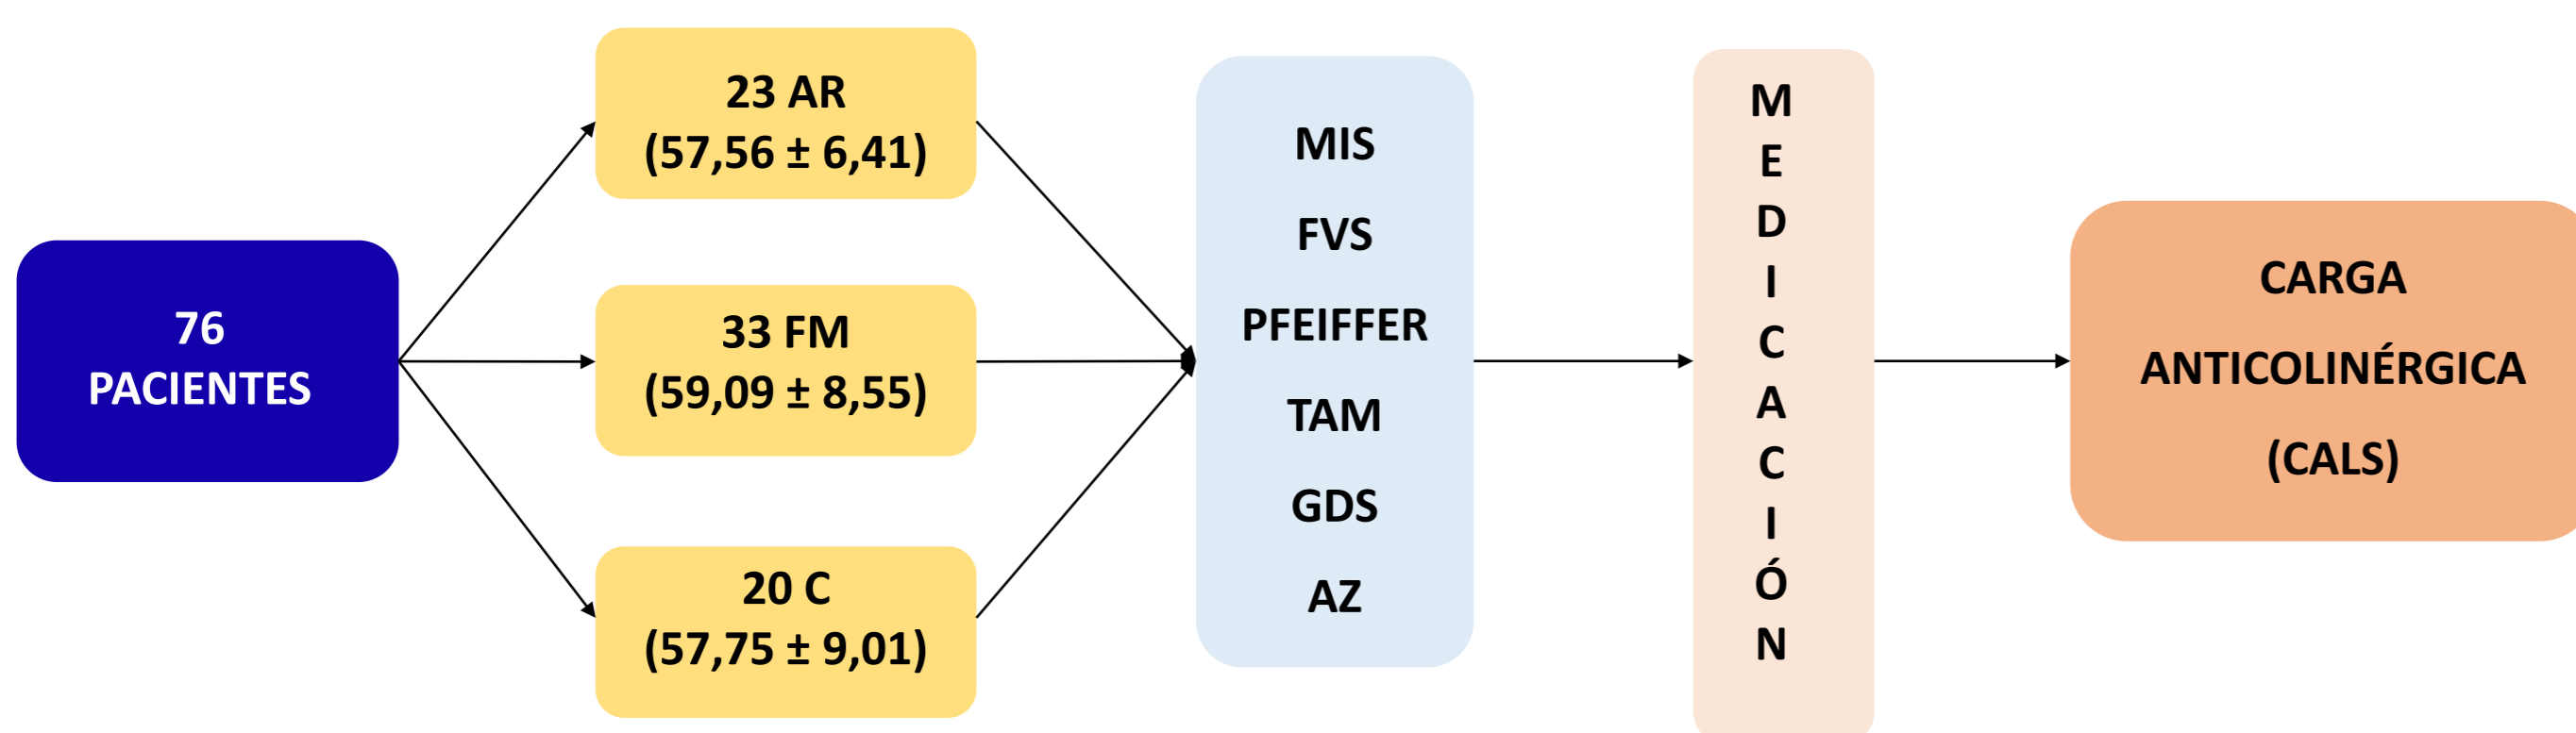 76
PACIENTES
23 AR
(57,56 ± 6,41)
33 FM
(59,09 ± 8,55)
20 C
(57,75 ± 9,01)
MIS
FVS
PFEIFFER
TAM
GDS
AZ
M
E
D
I
C
A
C
I
Ó
N
CARGA
ANTICOLINÉRGICA
(CALS)